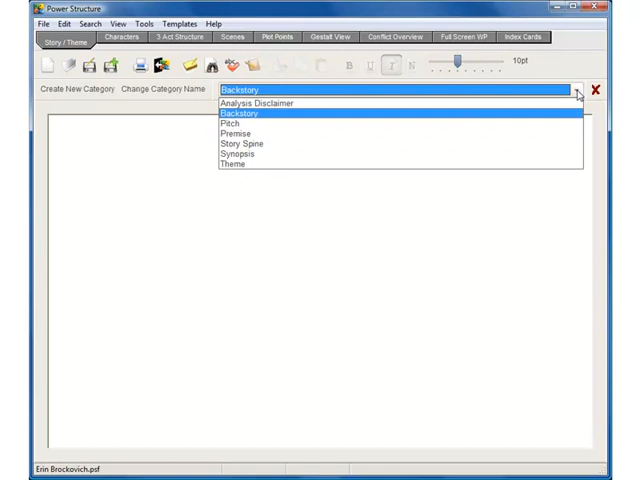 Power Structure
File Edit Search View Tools Templates Help
Story / Theme Characters 3 Act Structure Scenes Plot Points Gestalt View Conflict Overview Full Screen WP Index Cards
B U I N 10pt
Create New Category Change Category Name Backstory
Analysis Disclaimer
Backstory
Pitch
Premise
Story Spine
Synopsis
Theme
Erin Brockovich.psf